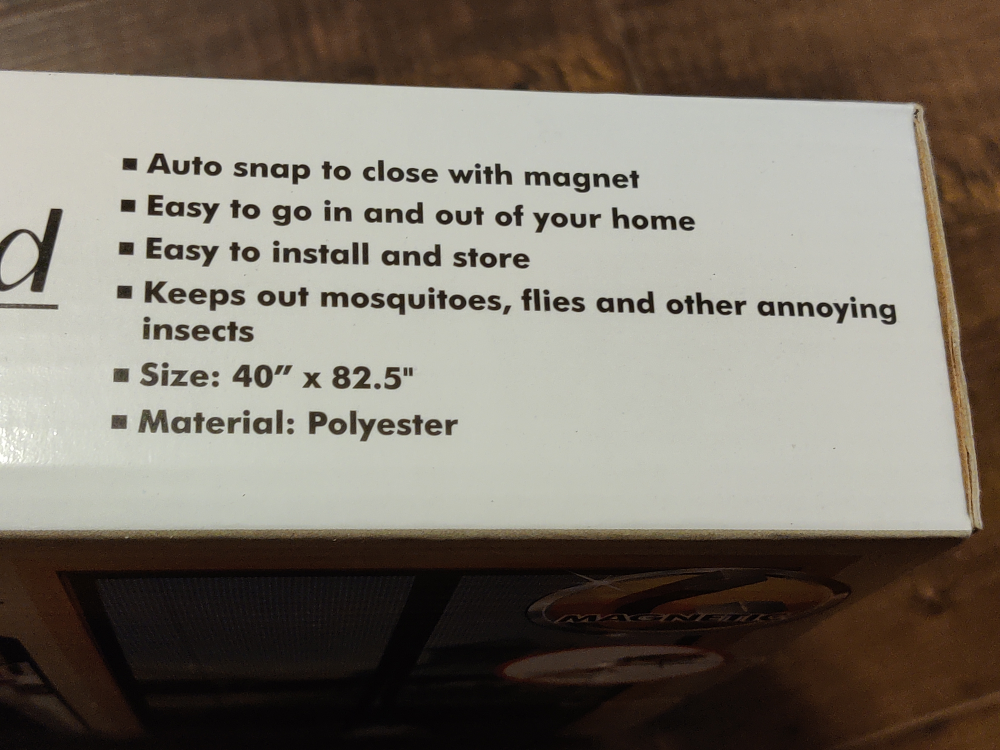 d
▪ Auto snap to close with magnet
▪ Easy to go in and out of your home
▪ Easy to install and store
▪ Keeps out mosquitoes, flies and other annoying
insects
▪ Size: 40” x 82.5"
▪ Material: Polyester
MAGNETIC